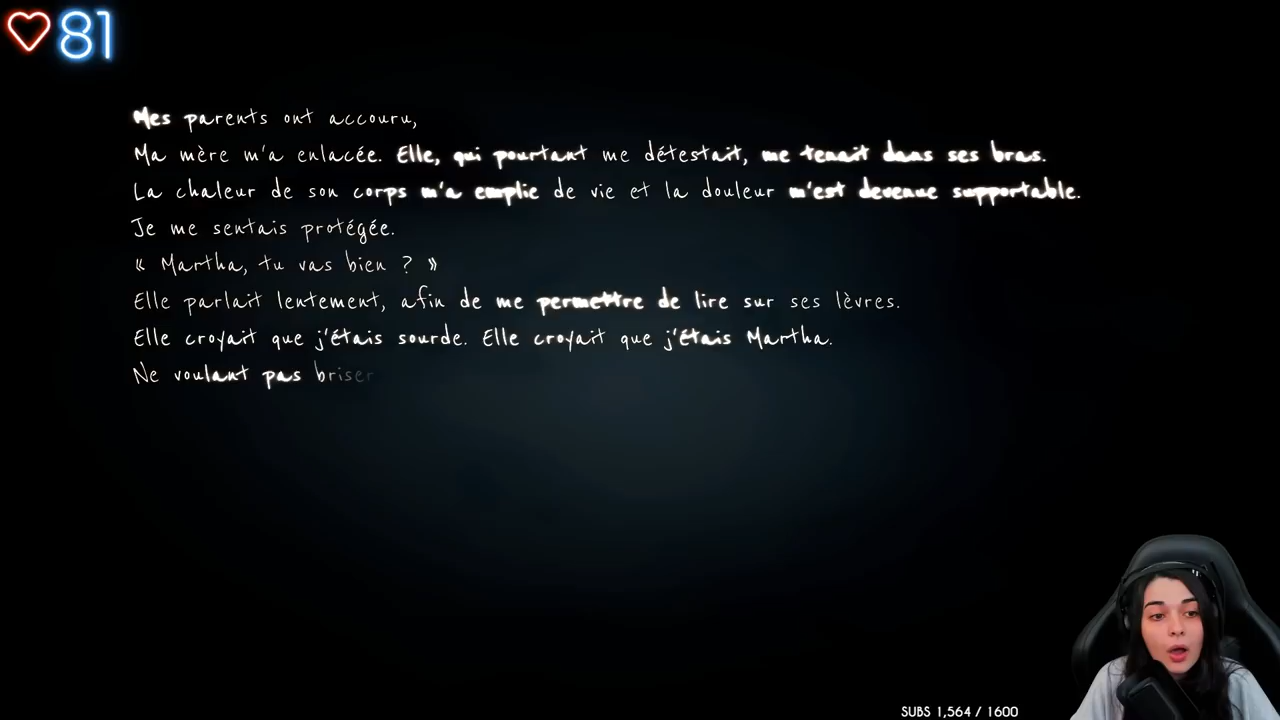 81
Mes parents ont accouru,
Ma mère m'a enlacée. Elle, qui pourtant me détestait, me tenait dans ses bras.
La chaleur de son corps m'a emplie de vie et la douleur m'est devenue supportable.
Je me sentais protégée.
« Martha, tu vas bien ? »
Elle parlait lentement, afin de me permettre de lire sur ses lèvres.
Elle croyait que j'étais sourde. Elle croyait que j'étais Martha.
Ne voulant pas briser
SUBS 1,564 / 1600